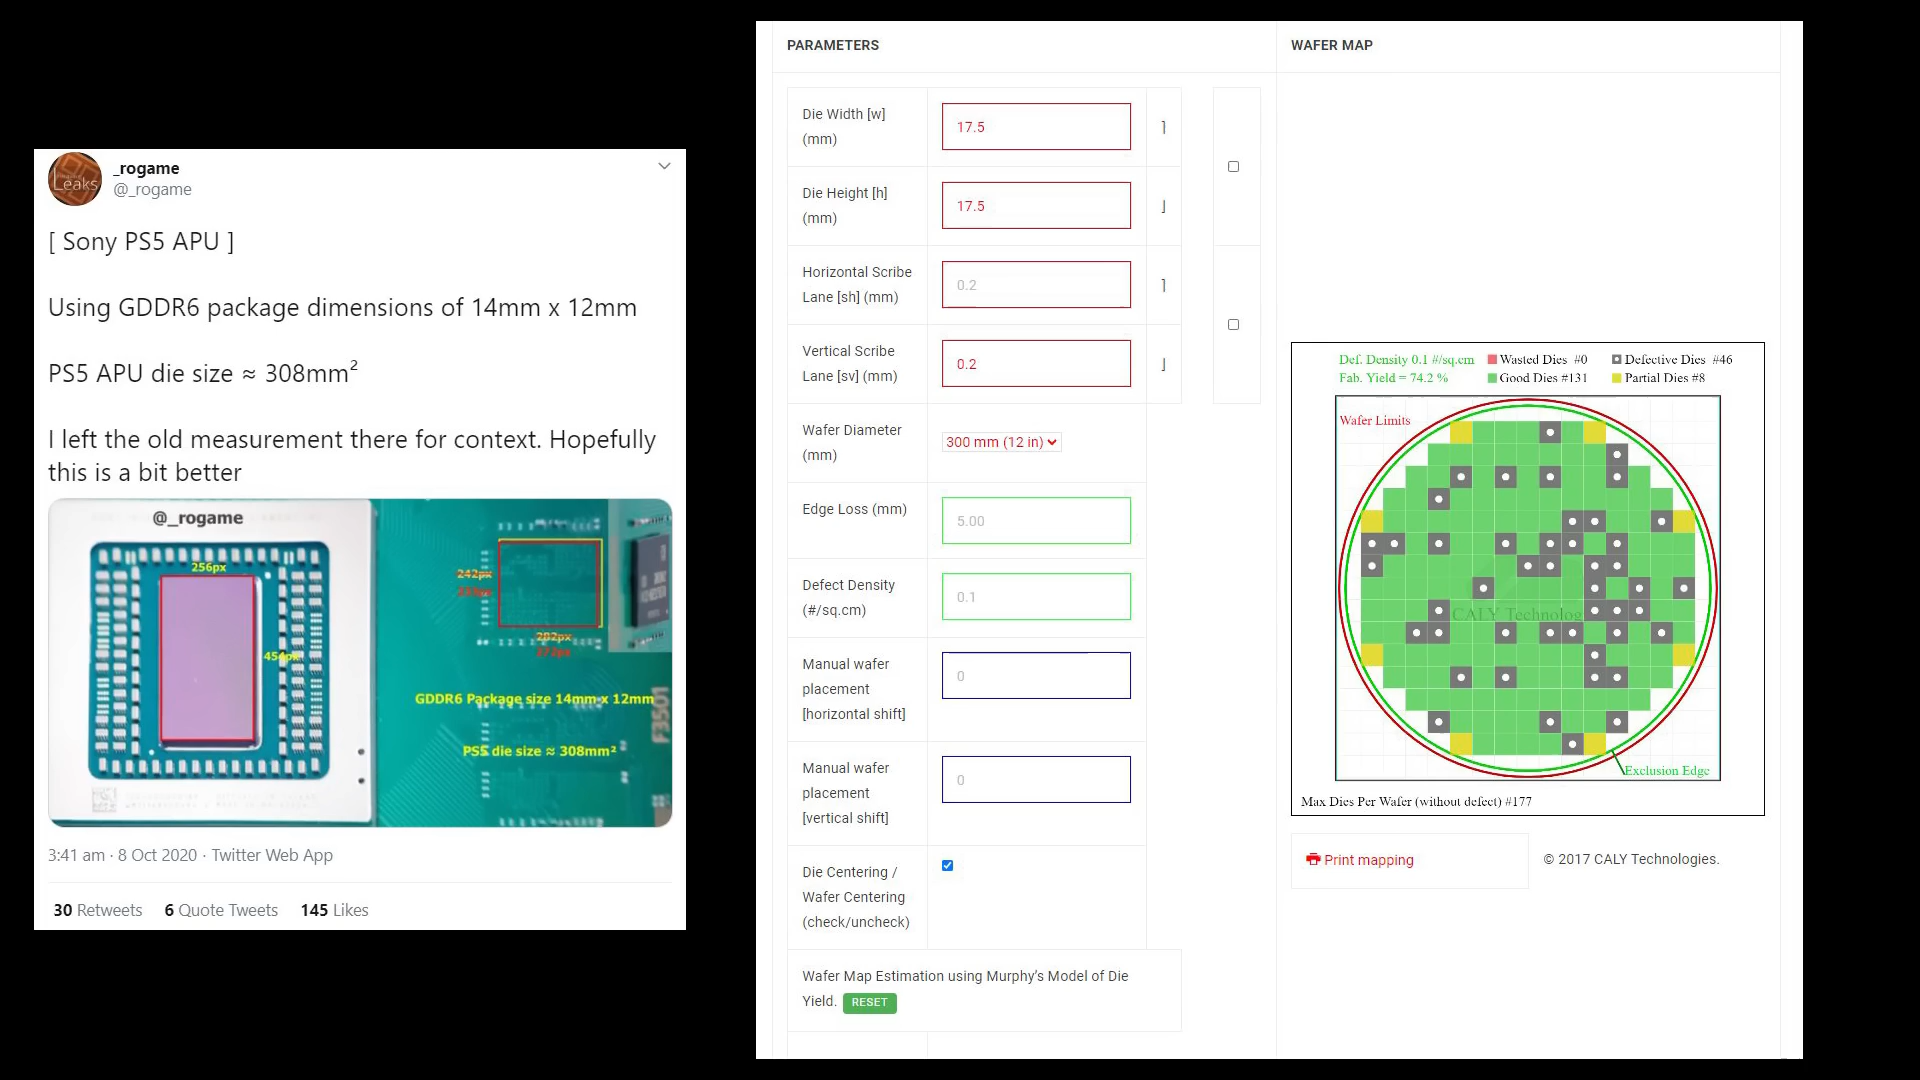 _rogame
@_rogame
Leaks
[ Sony PS5 APU ]
Using GDDR6 package dimensions of 14mm x 12mm
PS5 APU die size ≈ 308mm²
I left the old measurement there for context. Hopefully
this is a bit better
@_rogame
256px
454px
242px
282px
GDDR6 Package size 14mm x 12mm
PS5 die size ≈ 308mm²
F3501
3:41 am · 8 Oct 2020 · Twitter Web App
30 Retweets 6 Quote Tweets 145 Likes
PARAMETERS
Die Width [w]
(mm)
17.5
Die Height [h]
(mm)
17.5
Horizontal Scribe
Lane [sh] (mm)
0.2
Vertical Scribe
Lane [sv] (mm)
0.2
Wafer Diameter
(mm)
300 mm (12 in)
Edge Loss (mm)
5.00
Defect Density
(#/sq.cm)
0.1
Manual wafer
placement
[horizontal shift]
0
Manual wafer
placement
[vertical shift]
0
Die Centering /
Wafer Centering
(check/uncheck)
Wafer Map Estimation using Murphy's Model of Die
Yield. RESET
WAFER MAP
Def. Density 0.1 #/sq.cm Wasted Dies #0 Defective Dies #46
Fab. Yield = 74.2 % Good Dies #131 Partial Dies #8
Wafer Limits
CALY Technolog
Exclusion Edge
Max Dies Per Wafer (without defect) #177
Print mapping
© 2017 CALY Technologies.